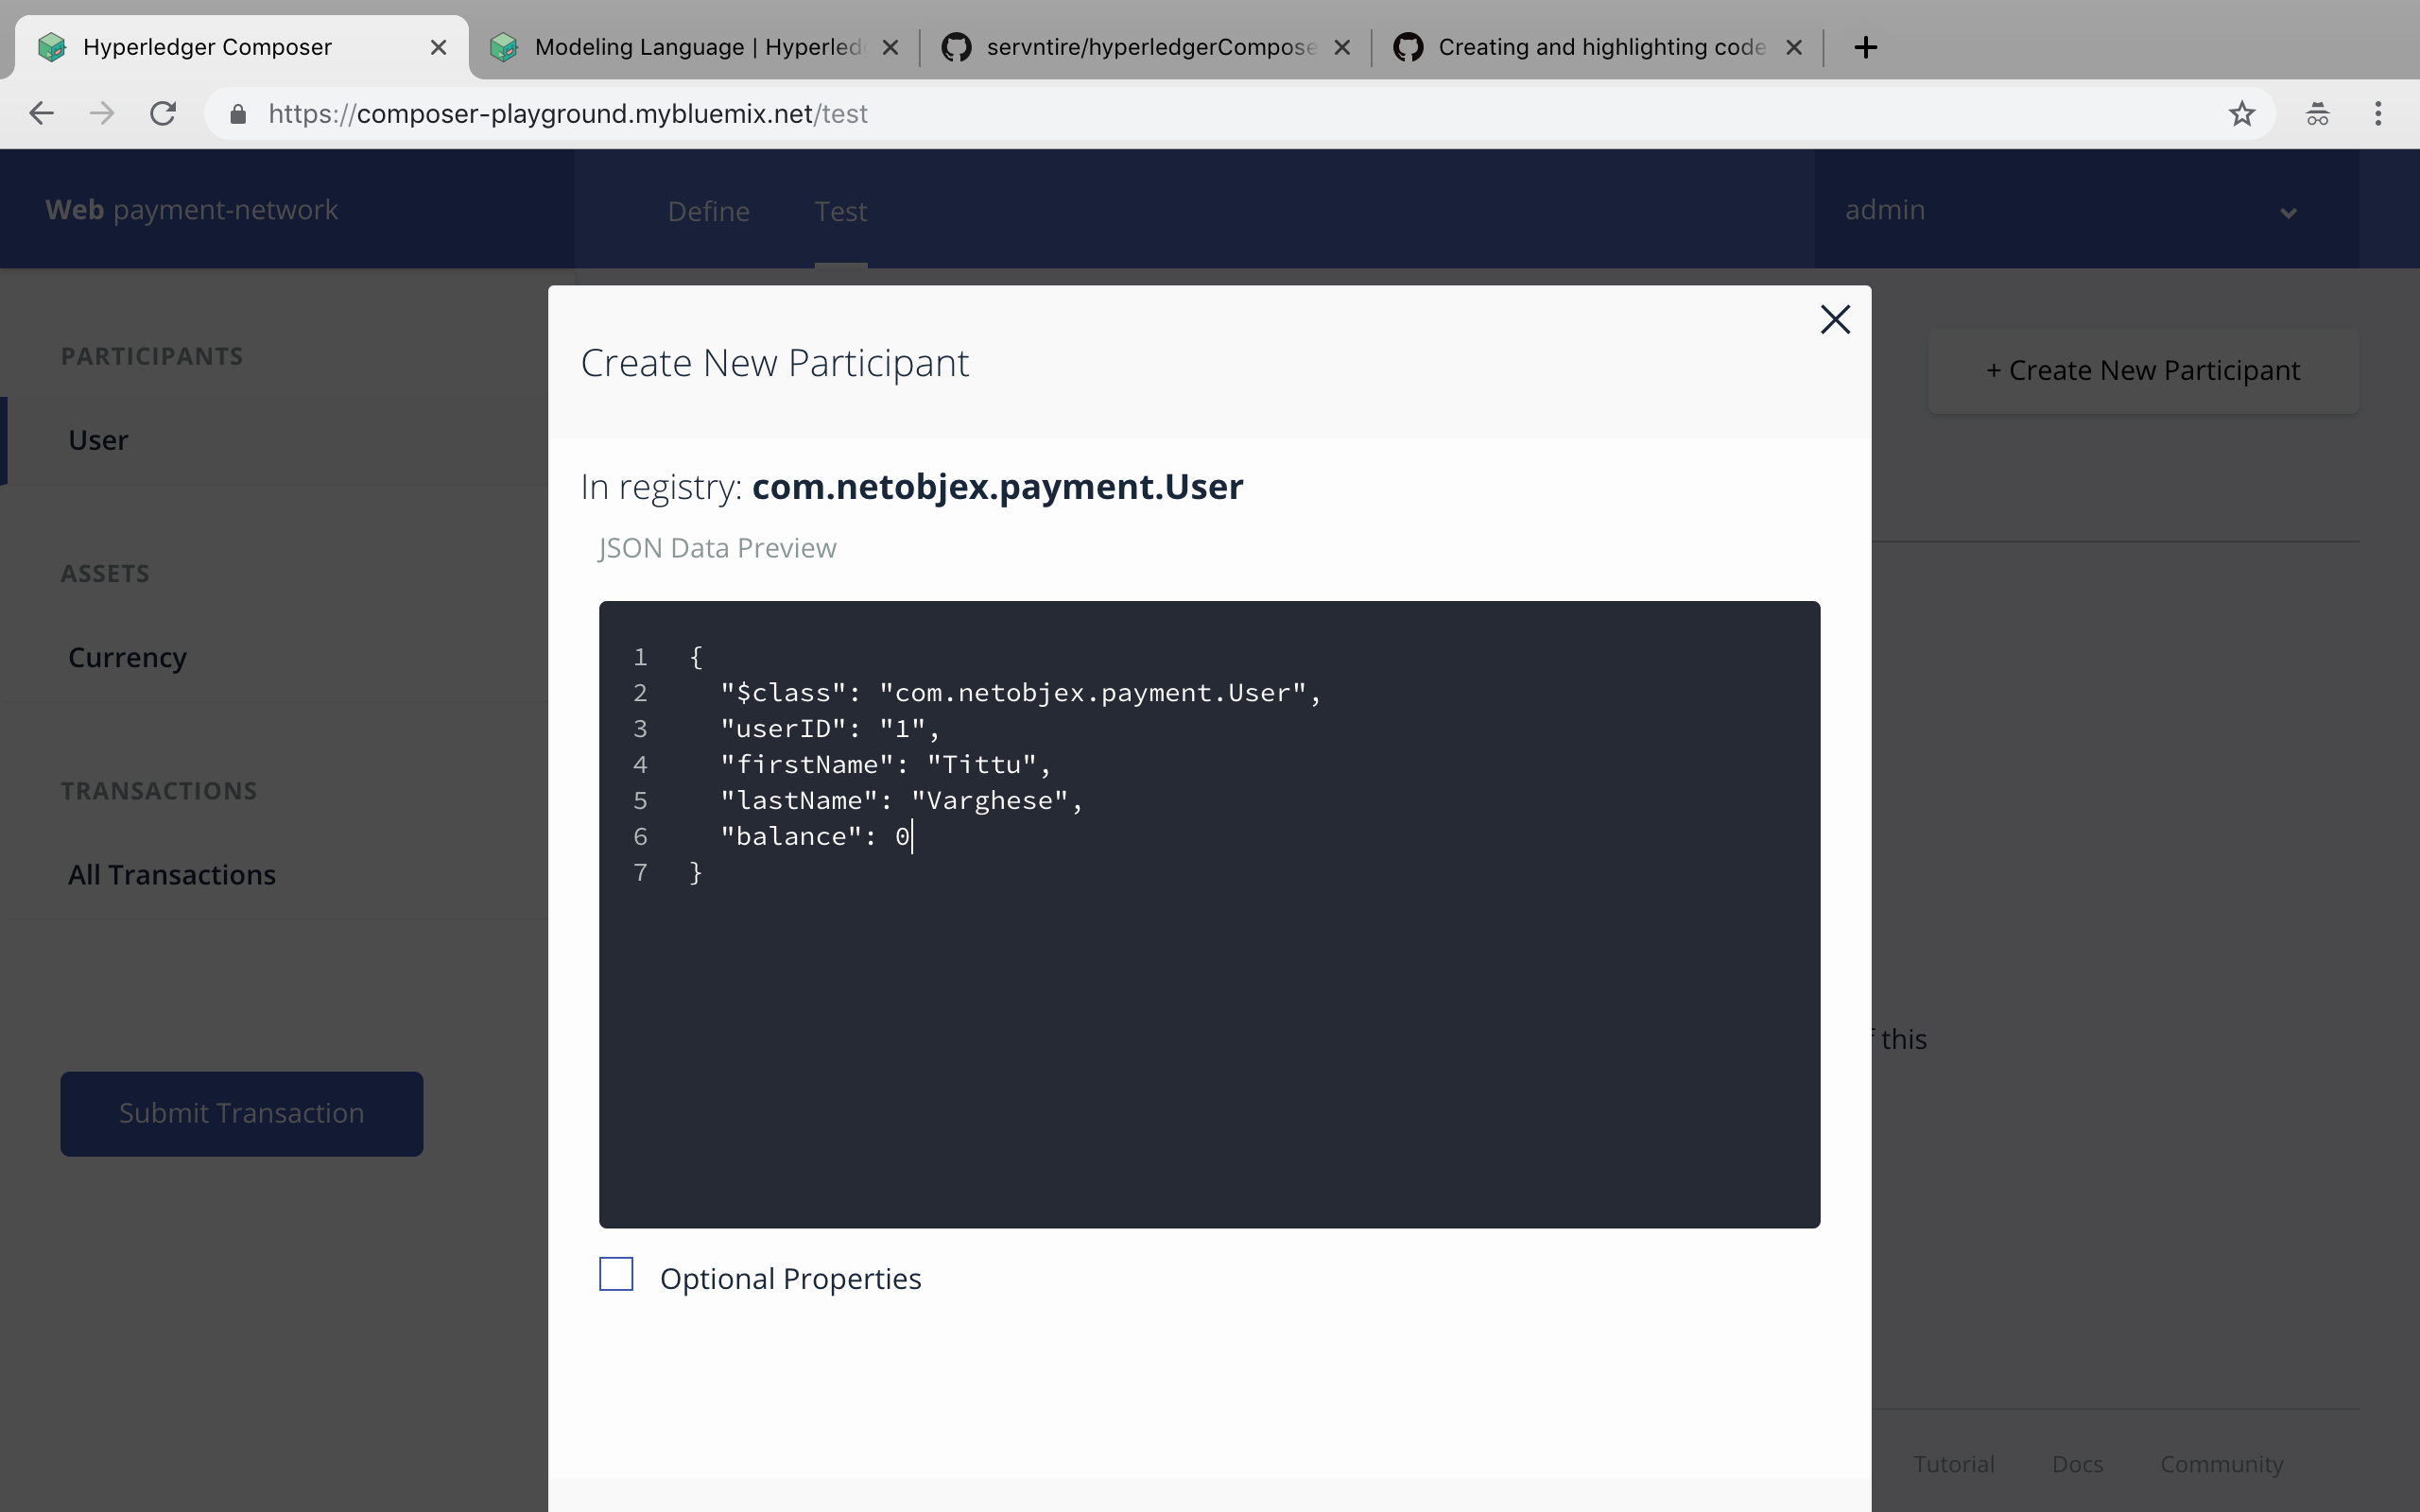 Hyperledger Composer
Modeling Language | Hyperled
servntire/hyperledgerCompose
Creating and highlighting code
https://composer-playground.mybluemix.net/test
Web payment-network
Define
Test
admin
PARTICIPANTS
User
ASSETS
Currency
TRANSACTIONS
All Transactions
Submit Transaction
+ Create New Participant
Create New Participant
In registry: com.netobjex.payment.User
JSON Data Preview
1 {
2 "$class": "com.netobjex.payment.User",
3 "userID": "1",
4 "firstName": "Tittu",
5 "lastName": "Varghese",
6 "balance": 0
7 }
Optional Properties
this
Tutorial
Docs
Community